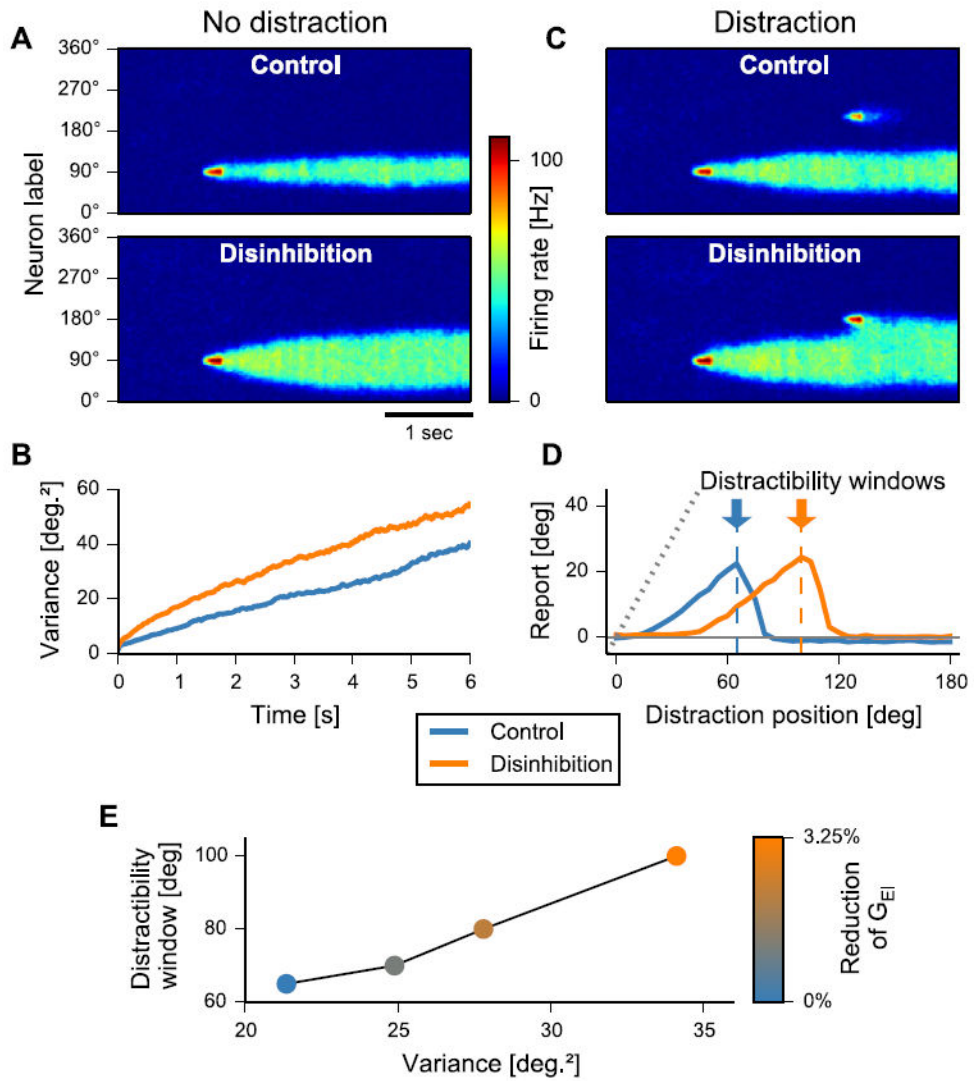 A
No distraction
Control
360°
270°
180°
90°
0°
Neuron label
Disinhibition
360°
270°
180°
90°
0°
1 sec
100
0
Firing rate [Hz]
C
Distraction
Control
Disinhibition
B
60
40
20
0
Variance [deg.²]
0 1 2 3 4 5 6
Time [s]
D
Distractibility windows
40
20
0
Report [deg]
0 60 120 180
Distraction position [deg]
Control
Disinhibition
E
100
80
60
Distractibility
window [deg]
20 25 30 35
Variance [deg.²]
3.25%
0%
Reduction
of G_EI